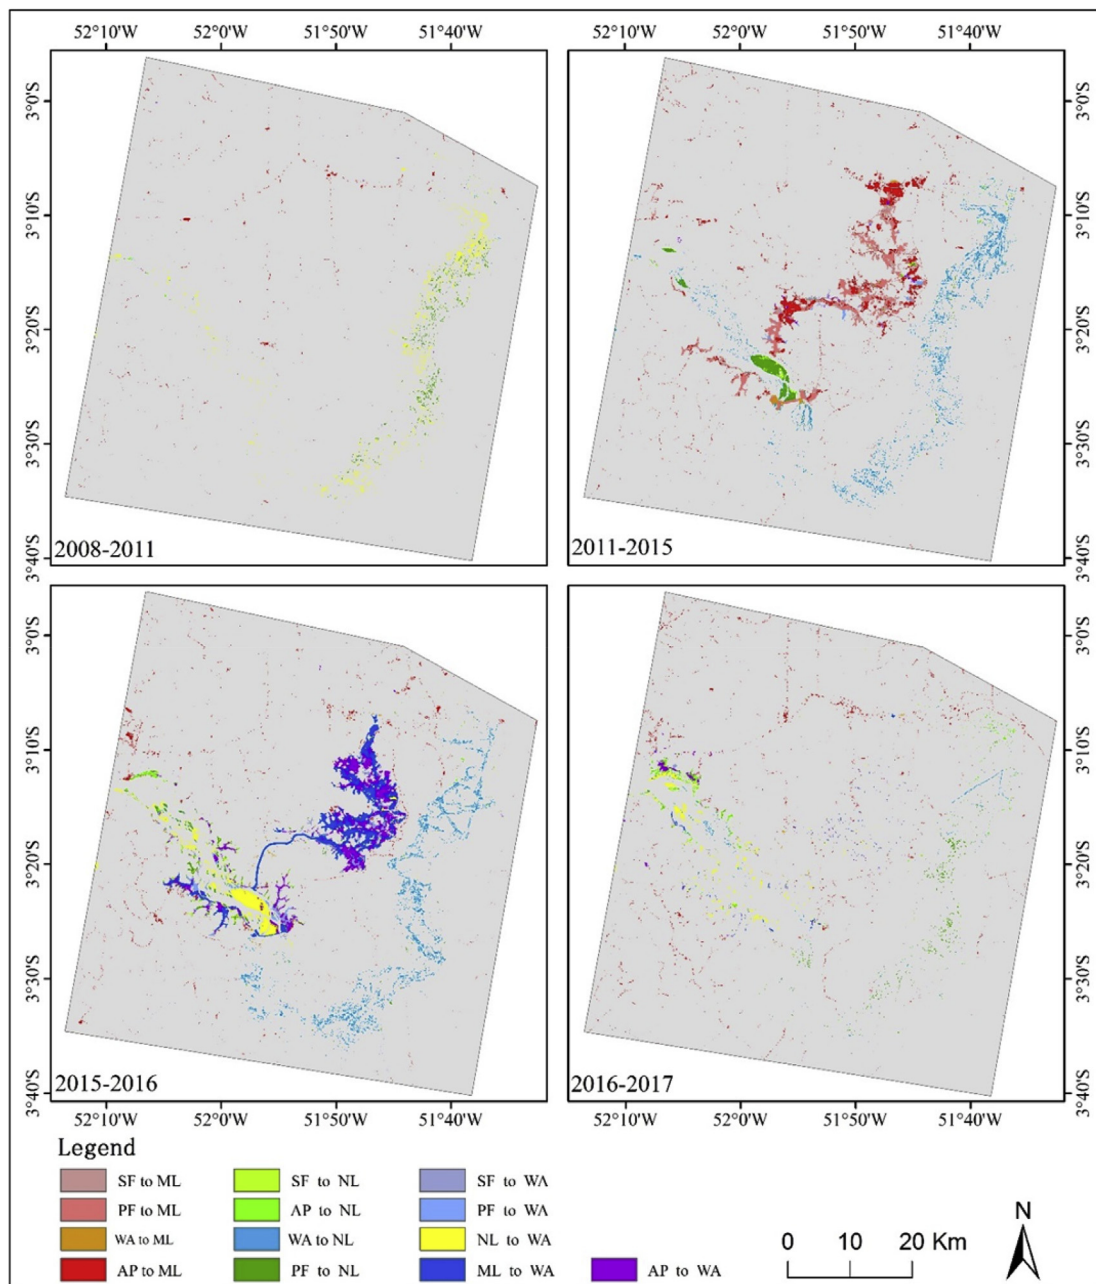 52°10'W 52°0'W 51°50'W 51°40'W 52°10'W 52°0'W 51°50'W 51°40'W
3°0'S
3°10'S
3°20'S
3°30'S
3°40'S
3°0'S
3°10'S
3°20'S
3°30'S
3°40'S
2008-2011
2011-2015
3°0'S
3°10'S
3°20'S
3°30'S
3°40'S
3°0'S
3°10'S
3°20'S
3°30'S
3°40'S
2015-2016
2016-2017
52°10'W 52°0'W 51°50'W 51°40'W 52°10'W 52°0'W 51°50'W 51°40'W
Legend
SF to ML
PF to ML
WA to ML
AP to ML
SF to NL
AP to NL
WA to NL
PF to NL
SF to WA
PF to WA
NL to WA
ML to WA
AP to WA
0 10 20 Km
N